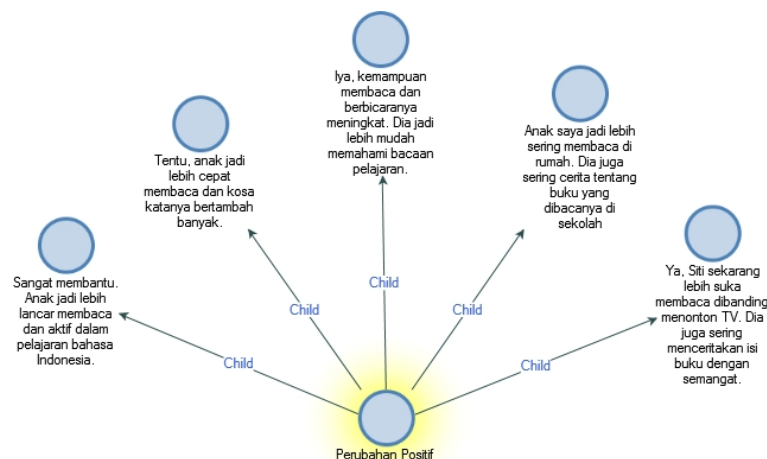 Iya, kemampuan
membaca dan
berbicaranya
meningkat. Dia jadi
lebih mudah
memahami bacaan
pelajaran.
Tentu, anak jadi
lebih cepat
membaca dan kosa
katanya bertambah
banyak.
Anak saya jadi lebih
sering membaca di
rumah. Dia juga
sering cerita tentang
buku yang
dibacanya di
sekolah
Sangat membantu.
Anak jadi lebih
lancar membaca
dan aktif dalam
pelajaran bahasa
Indonesia.
Ya, Siti sekarang
lebih suka
membaca dibanding
menonton TV. Dia
juga sering
menceritakan isi
buku dengan
semangat.
Child
Child
Child
Child
Child
Perubahan Positif